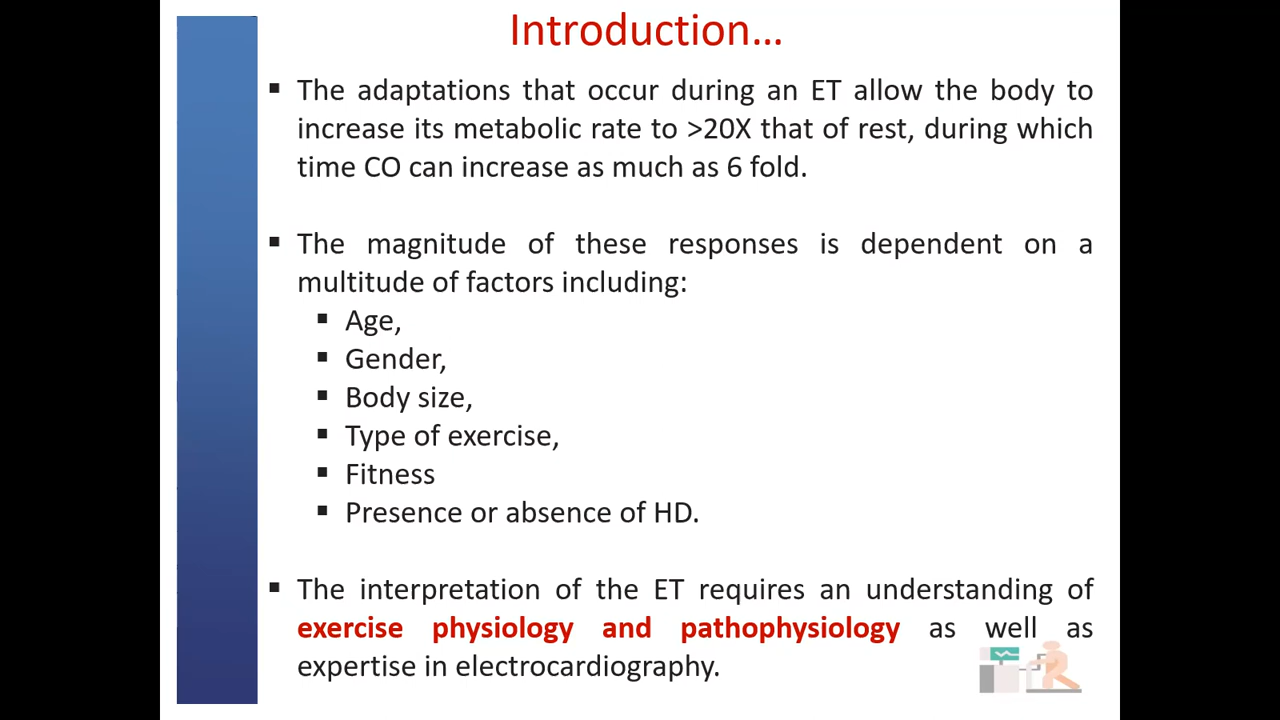 Introduction...
▪ The adaptations that occur during an ET allow the body to
increase its metabolic rate to >20X that of rest, during which
time CO can increase as much as 6 fold.
▪ The magnitude of these responses is dependent on a
multitude of factors including:
▪ Age,
▪ Gender,
▪ Body size,
▪ Type of exercise,
▪ Fitness
▪ Presence or absence of HD.
▪ The interpretation of the ET requires an understanding of
exercise physiology and pathophysiology as well as
expertise in electrocardiography.